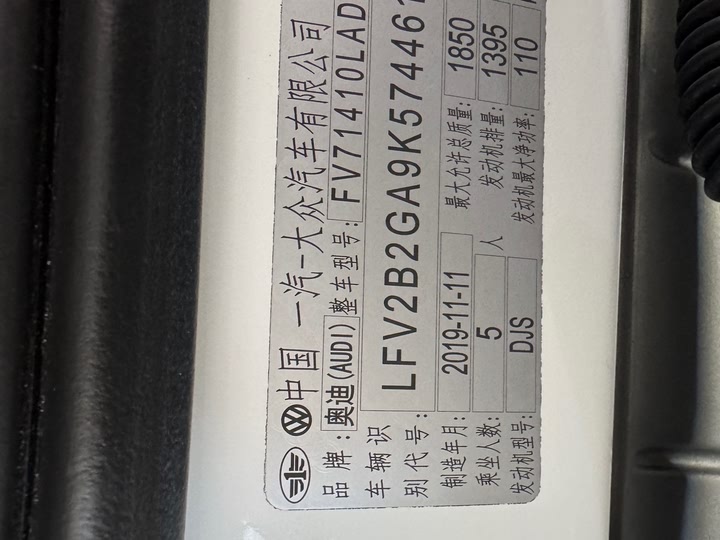 中国 一汽-大众汽车有限公司
品牌: 奥迪(AUDI) 整车型号: FV71410LAD
车辆识别代号: LFV2B2GA9K574461
制造年月: 2019-11-11 最大允许总质量: 1850
乘坐人数: 5 人 发动机排量: 1395
发动机型号: DJS 发动机最大净功率: 110